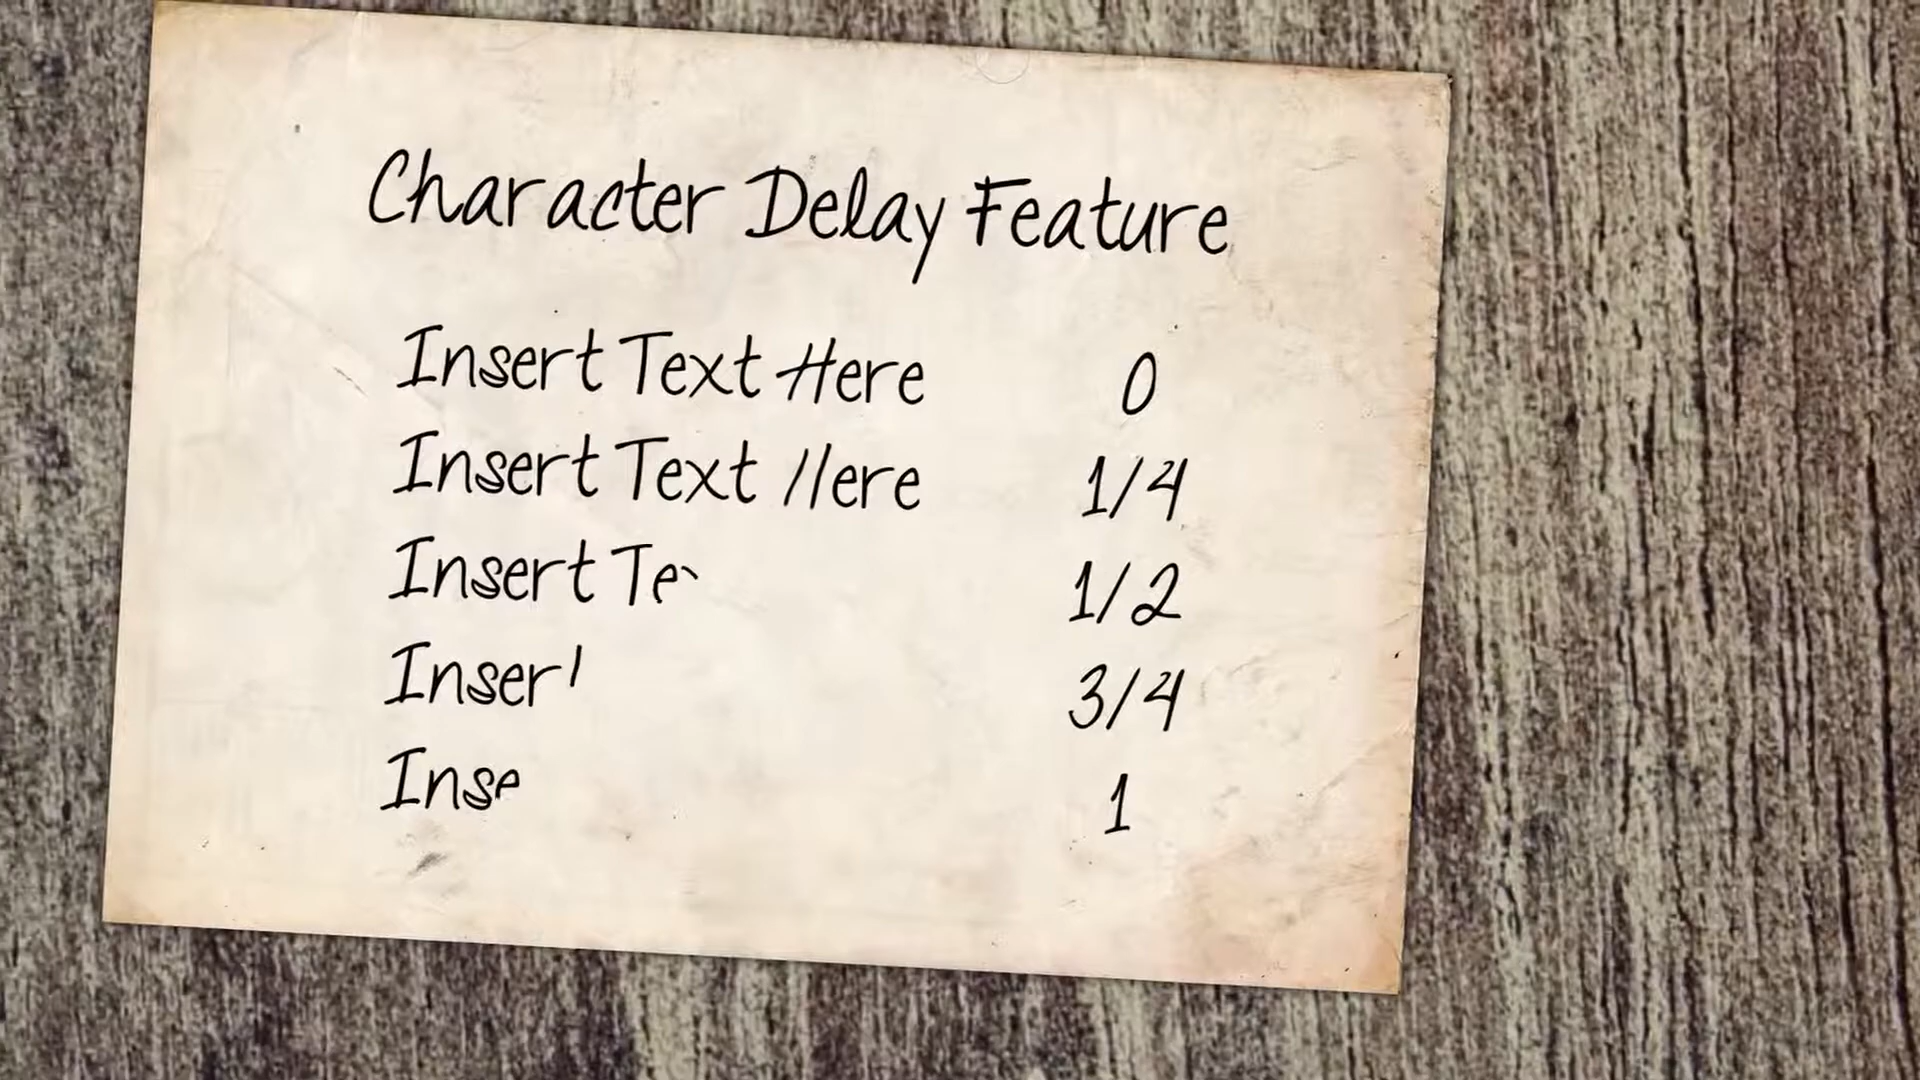 Character Delay Feature
Insert Text Here 0
Insert Text Here 1/4
Insert Te 1/2
Inser 3/4
Inse 1